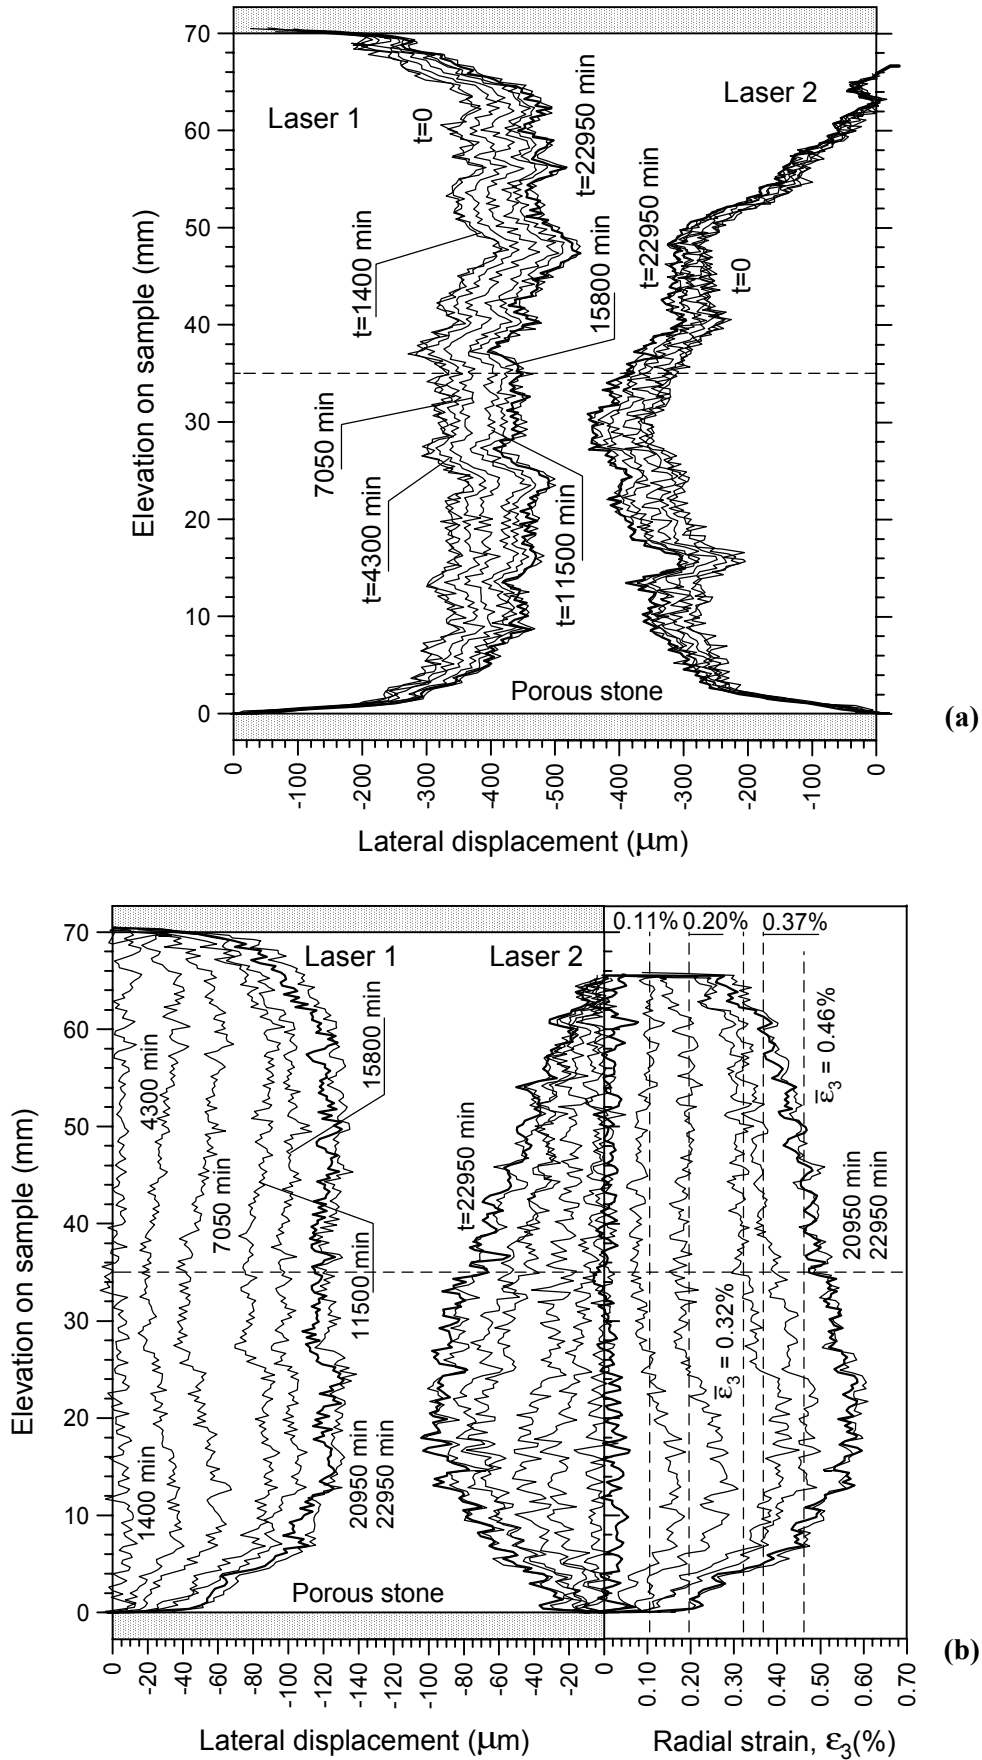 70
60
50
40
30
20
10
0
Elevation on sample (mm)
Laser 1
Laser 2
t=0
t=22950 min
t=22950 min
t=0
t=1400 min
15800 min
7050 min
t=4300 min
t=11500 min
Porous stone
(a)
0
-100
-200
-300
-400
-500
-400
-300
-200
-100
0
Lateral displacement (μm)
0.11%
0.20%
0.37%
70
60
50
40
30
20
10
0
Elevation on sample (mm)
Laser 1
Laser 2
4300 min
15800 min
ε̄3 = 0.46%
t=22950 min
7050 min
20950 min
22950 min
11500 min
ε̄3 = 0.32%
1400 min
20950 min
22950 min
Porous stone
(b)
0
-20
-40
-60
-80
-100
-120
-100
-80
-60
-40
-20
0
0.10
0.20
0.30
0.40
0.50
0.60
0.70
Lateral displacement (μm)
Radial strain, ε3(%)